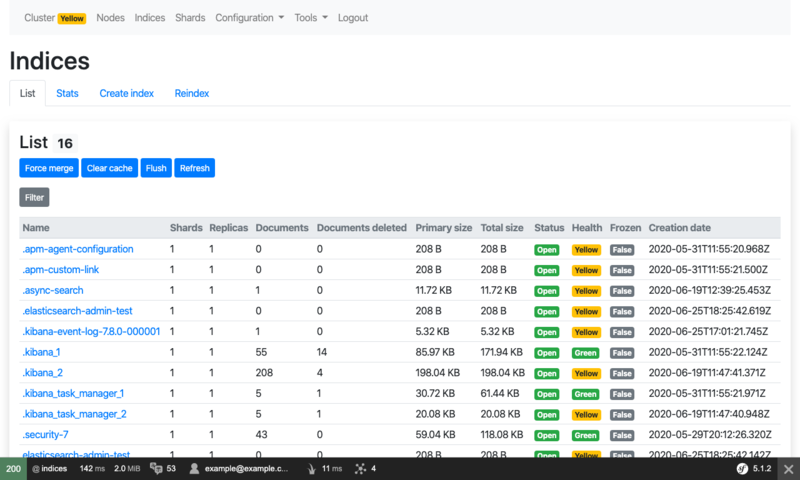 Cluster Yellow Nodes Indices Shards Configuration Tools Logout
Indices
List Stats Create index Reindex
List 16
Force merge Clear cache Flush Refresh
Filter
Name Shards Replicas Documents Documents deleted Primary size Total size Status Health Frozen Creation date
.apm-agent-configuration 1 1 0 0 208 B 208 B Open Yellow False 2020-05-31T11:55:20.968Z
.apm-custom-link 1 1 0 0 208 B 208 B Open Yellow False 2020-05-31T11:55:21.500Z
.async-search 1 1 1 0 11.72 KB 11.72 KB Open Yellow False 2020-06-19T12:39:25.453Z
.elasticsearch-admin-test 1 1 0 0 208 B 208 B Open Yellow False 2020-06-25T18:25:42.619Z
.kibana-event-log-7.8.0-000001 1 1 1 0 5.32 KB 5.32 KB Open Yellow False 2020-06-25T17:01:21.745Z
.kibana_1 1 1 55 14 85.97 KB 171.94 KB Open Green False 2020-05-31T11:55:22.124Z
.kibana_2 1 1 208 4 198.04 KB 198.04 KB Open Yellow False 2020-06-19T11:47:41.371Z
.kibana_task_manager_1 1 1 5 1 30.72 KB 61.44 KB Open Green False 2020-05-31T11:55:21.971Z
.kibana_task_manager_2 1 1 5 1 20.08 KB 20.08 KB Open Yellow False 2020-06-19T11:47:40.948Z
.security-7 1 1 43 0 59.04 KB 118.08 KB Open Green False 2020-05-29T20:12:26.320Z
elasticsearch-admin-test 1 1 0 0 208 B 208 B Open Yellow False 2020-06-25T18:25:42.142Z
200 @ indices 142 ms 2.0 MiB 53 example@example.c... 11 ms 4 sf 5.1.2